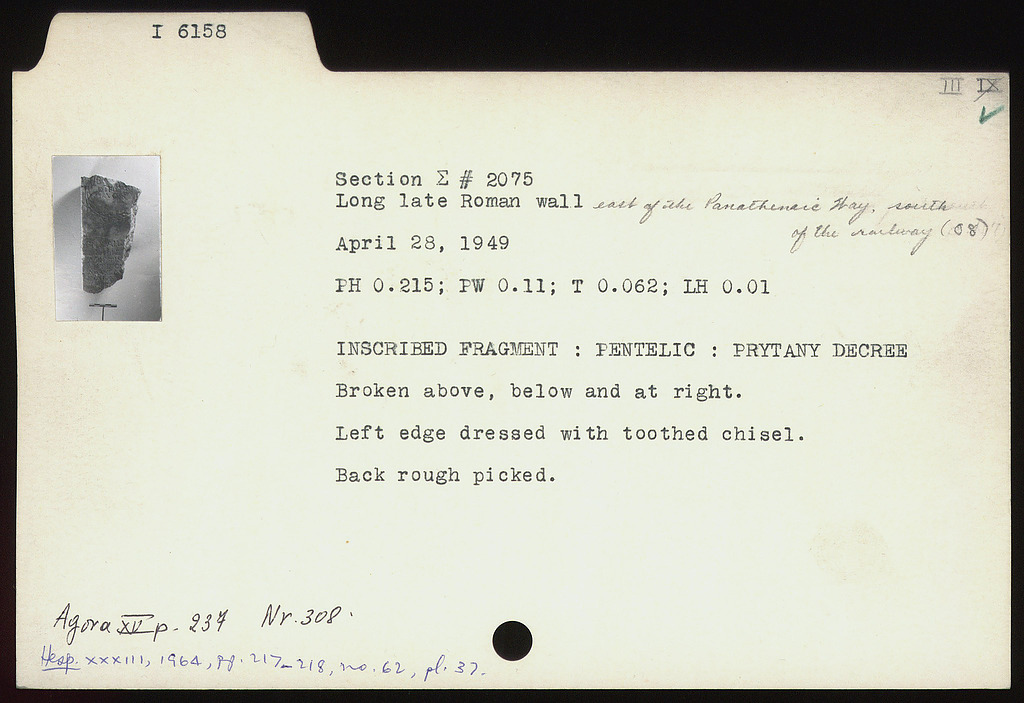 I 6158
III IX
Section Σ # 2075
Long late Roman wall east of the Panathenaic Way, south
of the railway
April 28, 1949
PH 0.215; PW 0.11; T 0.062; LH 0.01
INSCRIBED FRAGMENT : PENTELIC : PRYTANY DECREE
Broken above, below and at right.
Left edge dressed with toothed chisel.
Back rough picked.
Agora XV p. 237 Nr. 308
Hesp. XXXIII, 1964, pp. 217-218, no. 62, pl. 37.